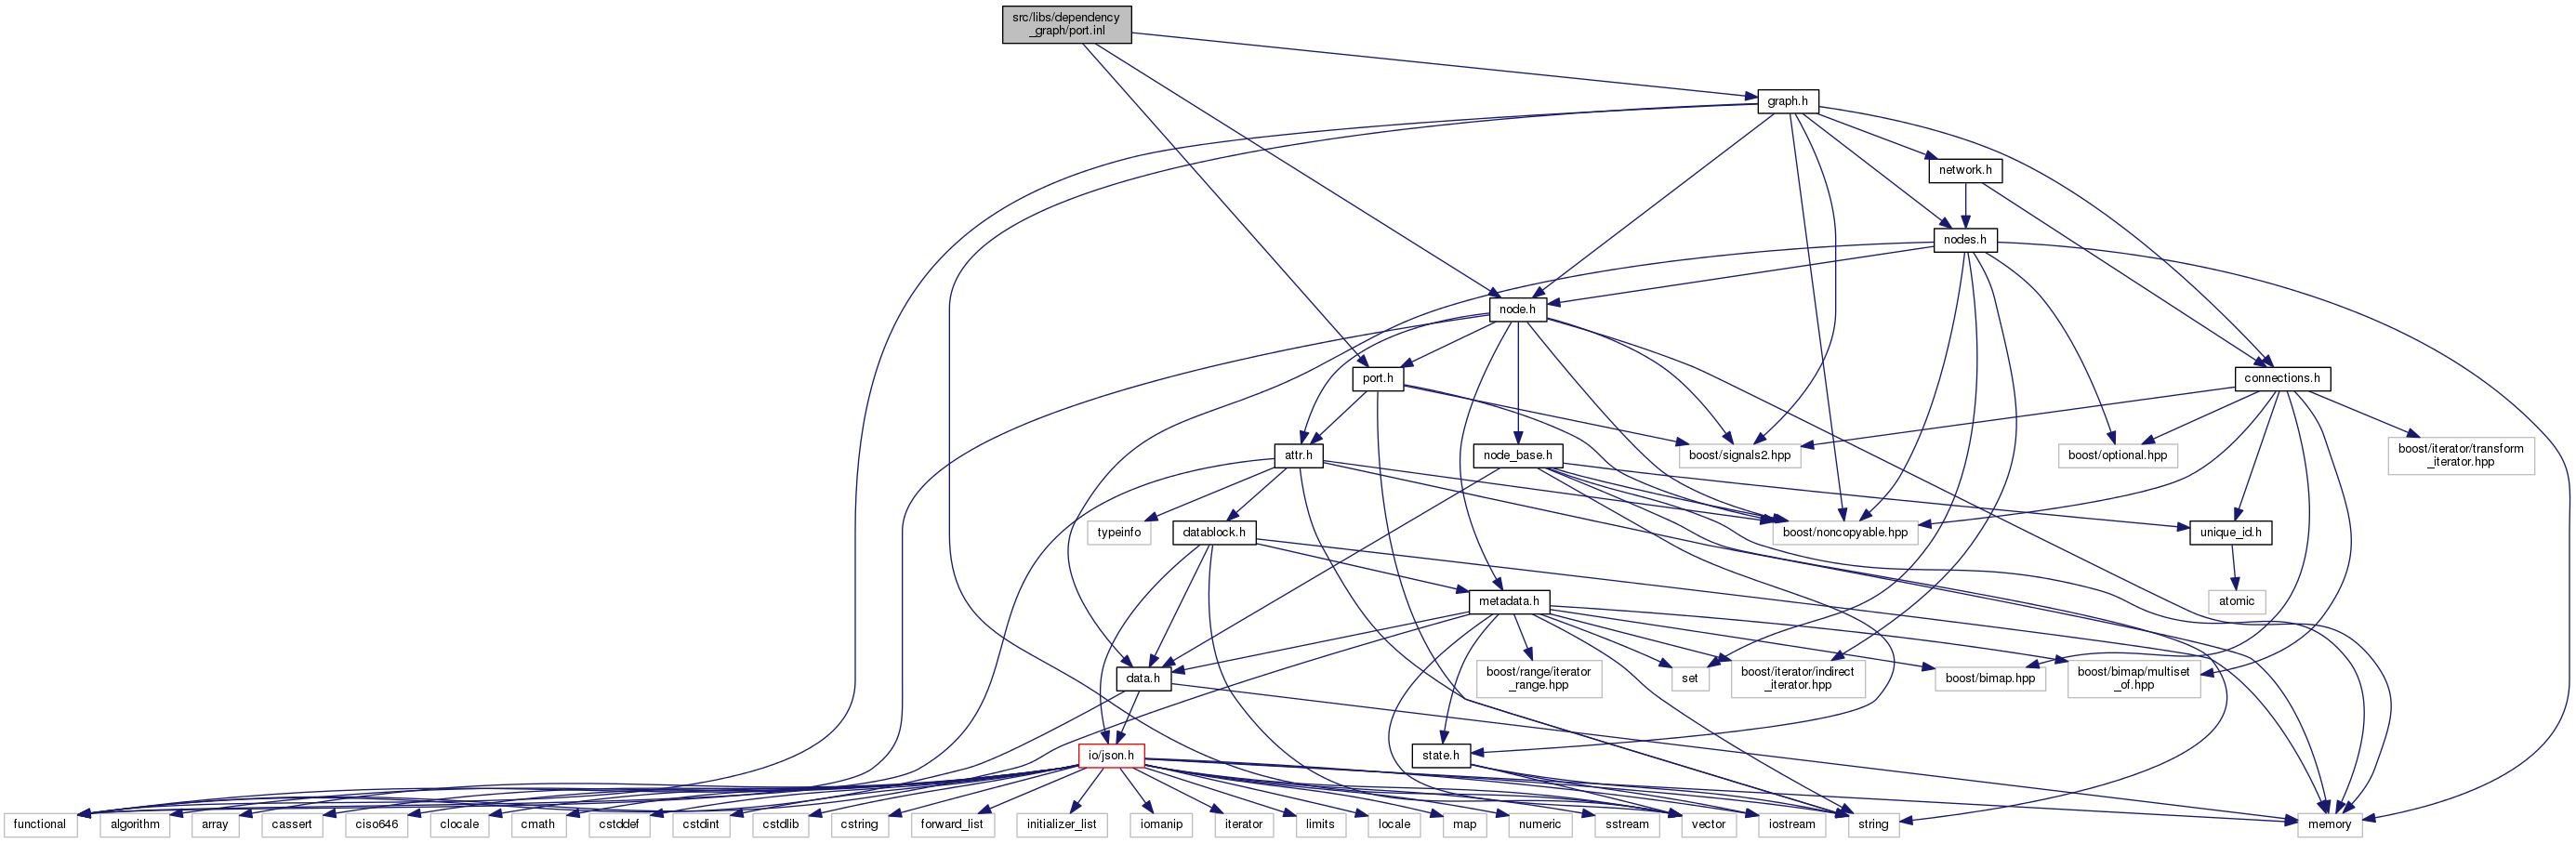 src/libs/dependency
_graph/port.inl
graph.h
network.h
nodes.h
node.h
port.h
connections.h
attr.h
node_base.h
boost/signals2.hpp
boost/optional.hpp
boost/iterator/transform
_iterator.hpp
typeinfo
datablock.h
boost/noncopyable.hpp
unique_id.h
metadata.h
atomic
data.h
boost/range/iterator
_range.hpp
set
boost/iterator/indirect
_iterator.hpp
boost/bimap.hpp
boost/bimap/multiset
_of.hpp
io/json.h
state.h
functional
algorithm
array
cassert
ciso646
clocale
cmath
cstddef
cstdint
cstdlib
cstring
forward_list
initializer_list
iomanip
iterator
limits
locale
map
numeric
sstream
vector
iostream
string
memory